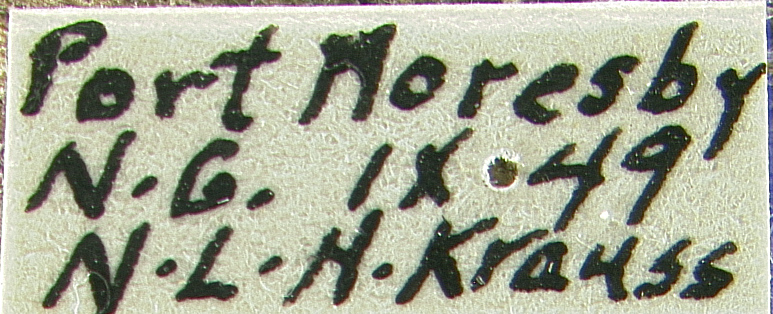 Port Moresby
N.G. IX 49
N.L.H.Krauss